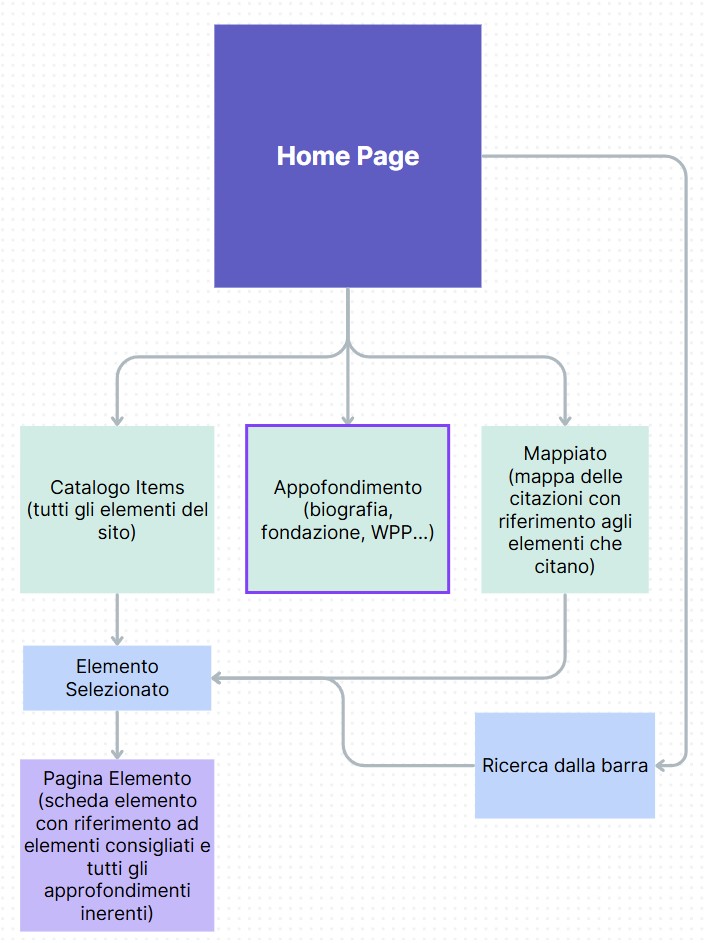 Home Page
Catalogo Items
(tutti gli elementi del
sito)
Appofondimento
(biografia,
fondazione, WPP...)
Mappiato
(mappa delle
citazioni con
riferimento agli
elementi che
citano)
Elemento
Selezionato
Ricerca dalla barra
Pagina Elemento
(scheda elemento
con riferimento ad
elementi consigliati e
tutti gli
approfondimenti
inerenti)